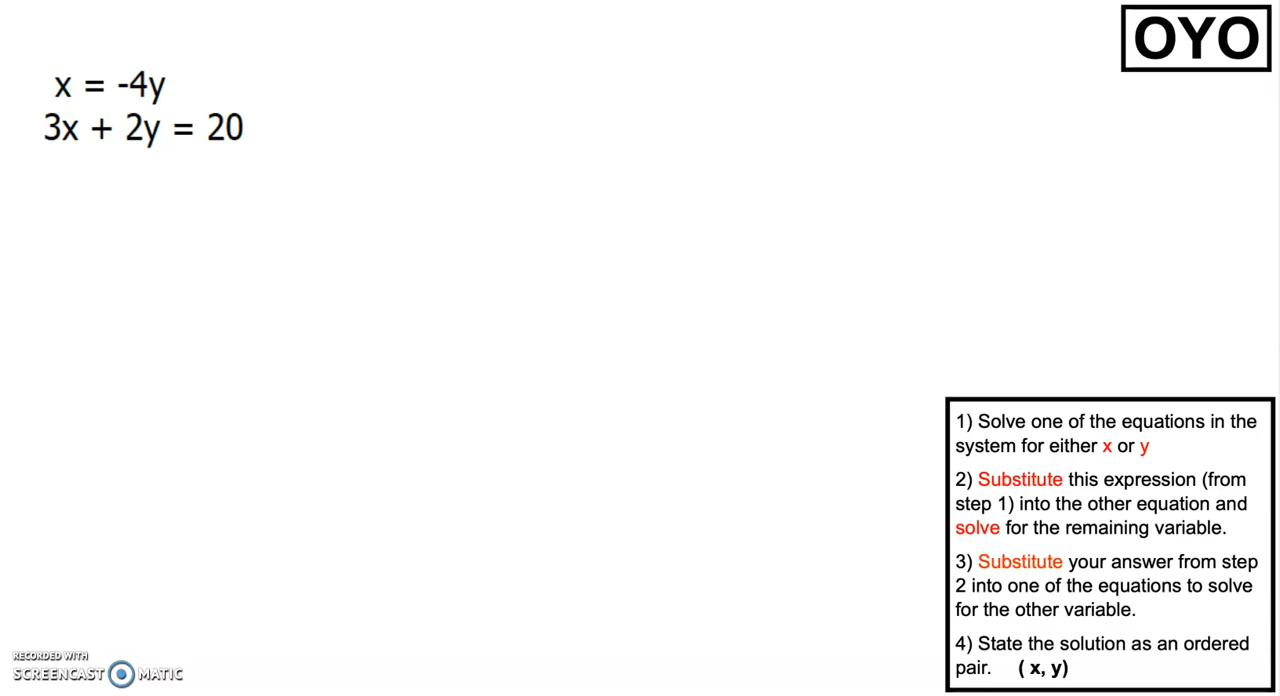 OYO
x = -4y
3x + 2y = 20
1) Solve one of the equations in the
system for either x or y
2) Substitute this expression (from
step 1) into the other equation and
solve for the remaining variable.
3) Substitute your answer from step
2 into one of the equations to solve
for the other variable.
4) State the solution as an ordered
pair. ( x, y)
RECORDED WITH
SCREENCAST MATIC